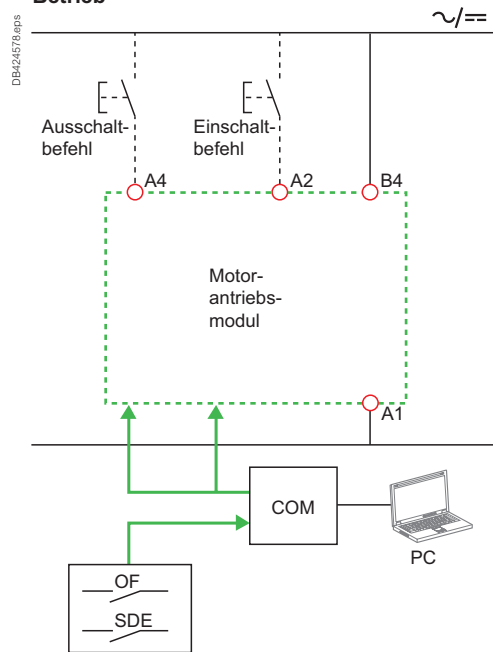 Betrieb
DB424578.eps
Ausschalt-
befehl
Einschalt-
befehl
A4
A2
B4
Motor-
antriebs-
modul
A1
COM
PC
OF
SDE